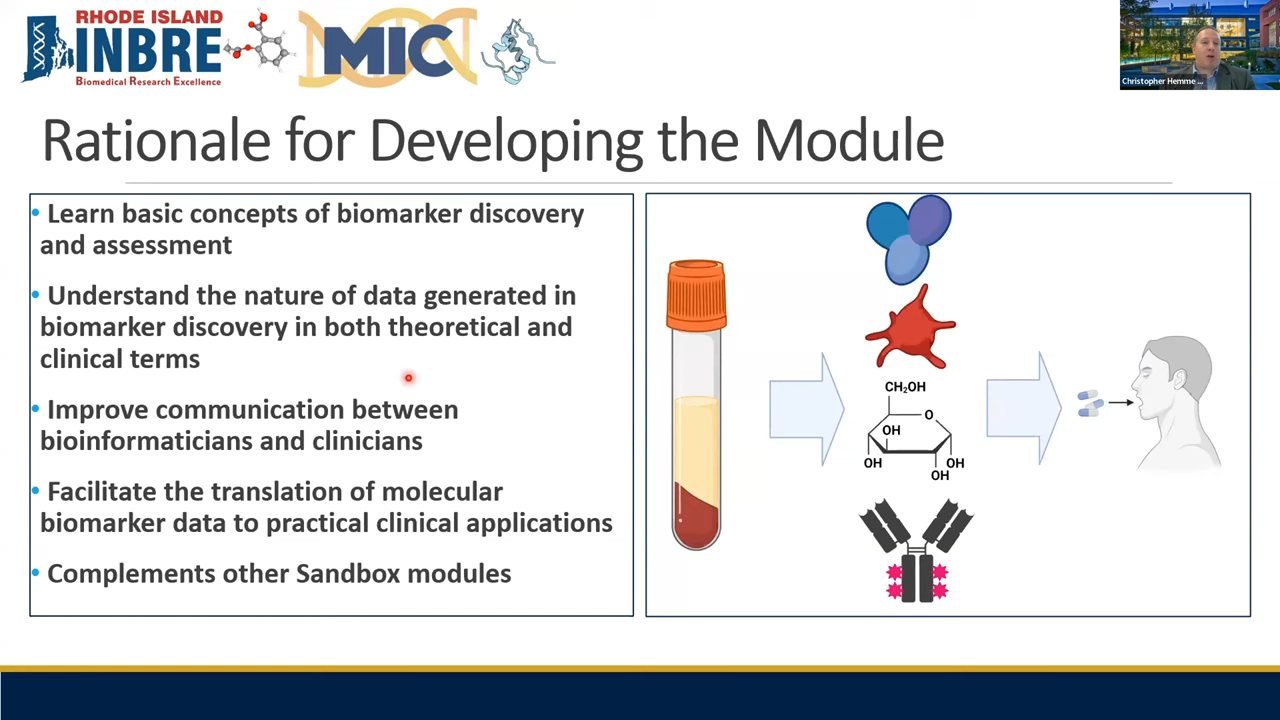 RHODE ISLAND
INBRE
Biomedical Research Excellence
MIC
Christopher Hemme ...
Rationale for Developing the Module
• Learn basic concepts of biomarker discovery
and assessment
• Understand the nature of data generated in
biomarker discovery in both theoretical and
clinical terms
• Improve communication between
bioinformaticians and clinicians
• Facilitate the translation of molecular
biomarker data to practical clinical applications
• Complements other Sandbox modules
CH₂OH
O
OH
OH
OH
OH